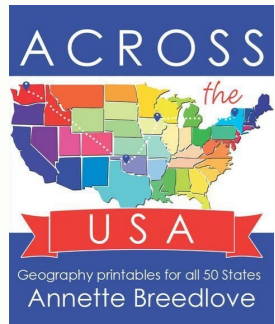 ACROSS
the
USA
Geography printables for all 50 States
Annette Breedlove